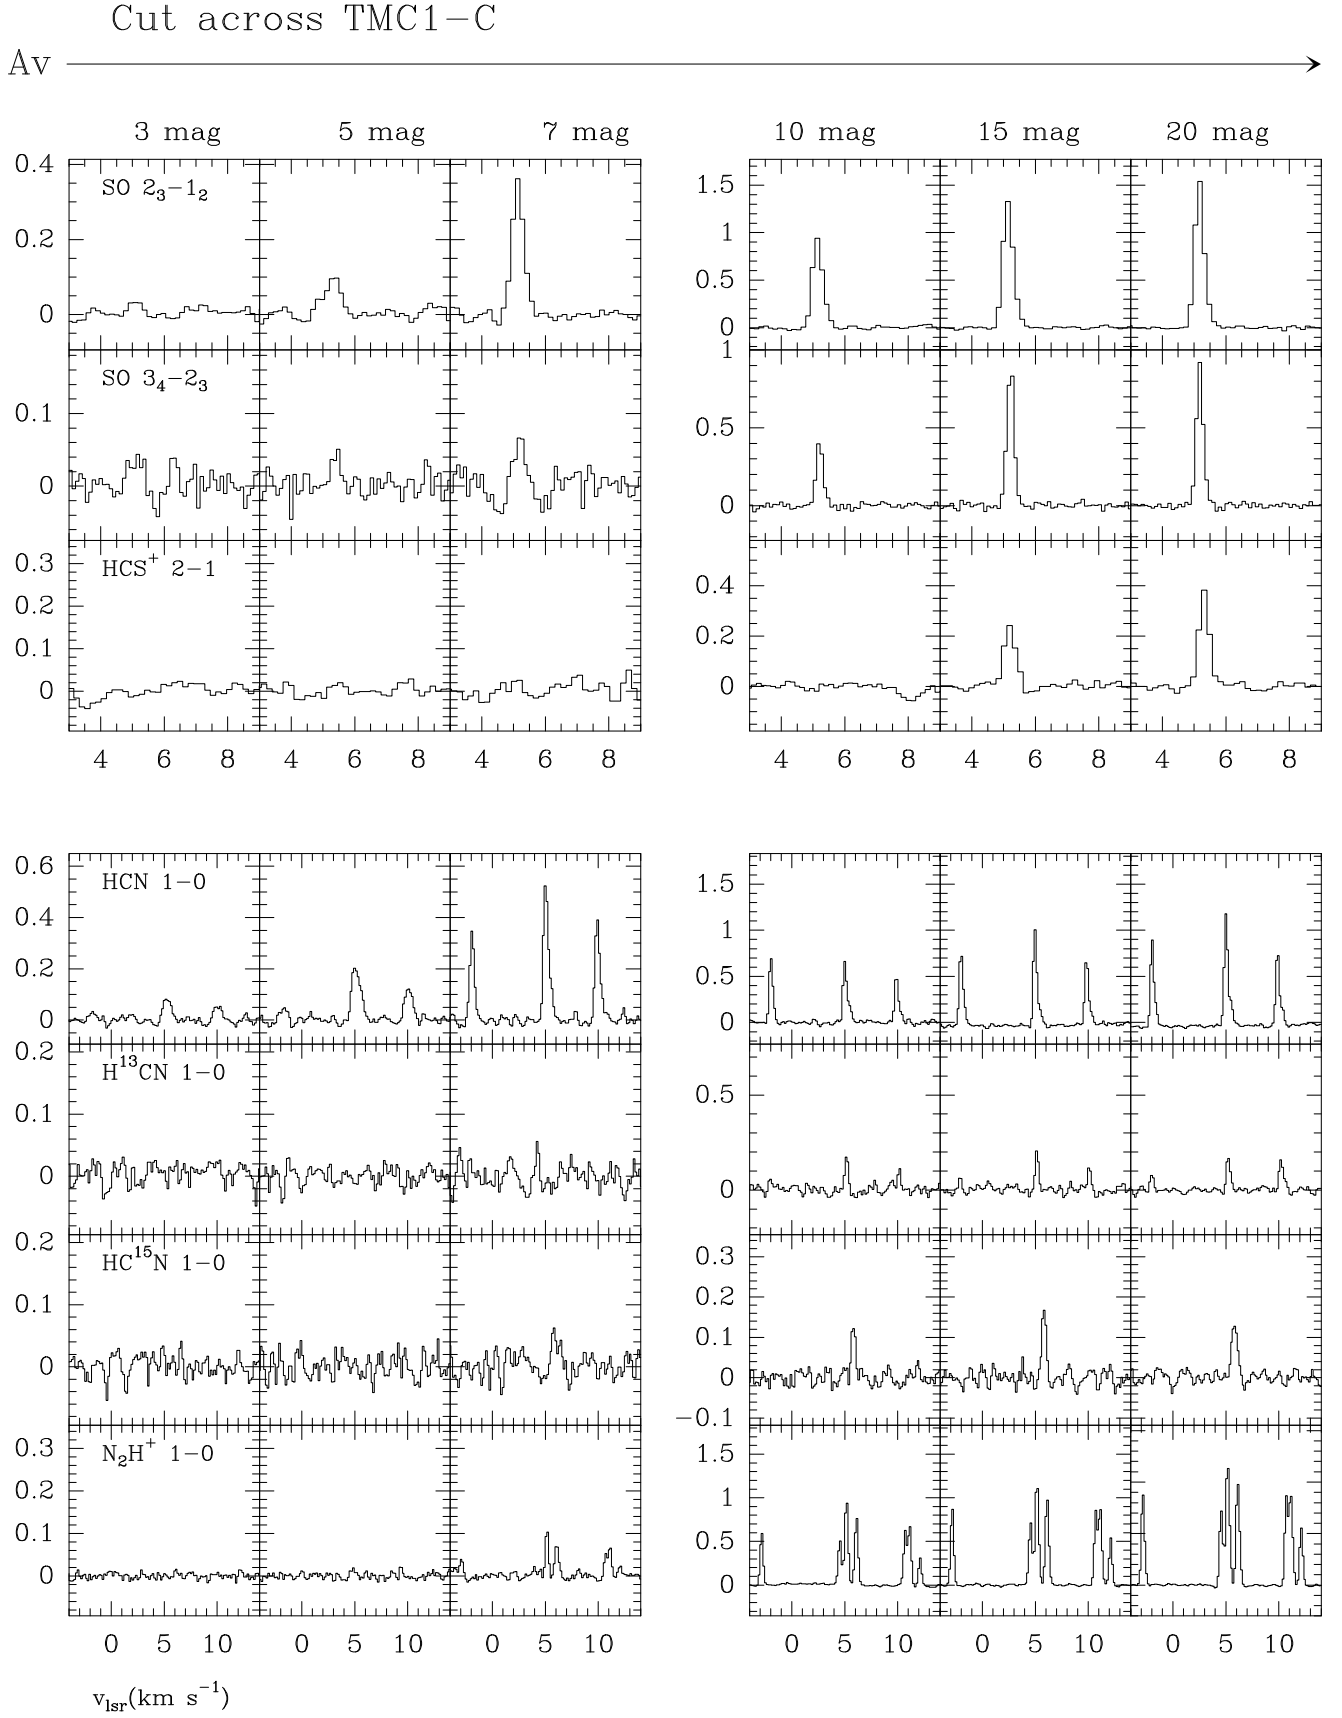 Cut across TMC1-C
Av
3 mag 5 mag 7 mag 10 mag 15 mag 20 mag
0.4 SO 2₃-1₂ 1.5
0.2 1
0.5
0 0
SO 3₄-2₃ 1
0.1 0.5
0 0
0.3 HCS⁺ 2-1 0.4
0.2 0.2
0.1
0 0
4 6 8 4 6 8 4 6 8 4 6 8 4 6 8 4 6 8
0.6 HCN 1-0 1.5
0.4 1
0.2 0.5
0 0
0.2 H¹³CN 1-0
0.1 0.5
0 0
0.2 HC¹⁵N 1-0 0.3
0.2
0.1 0.1
0 0
-0.1
0.3 N₂H⁺ 1-0 1.5
0.2 1
0.1 0.5
0 0
0 5 10 0 5 10 0 5 10 0 5 10 0 5 10 0 5 10
v_lsr(km s⁻¹)